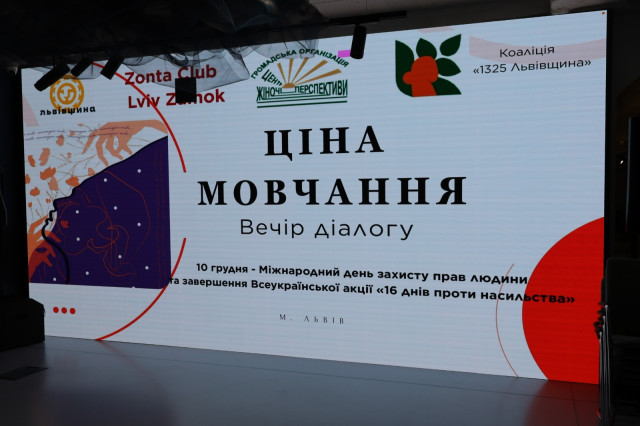 ЛЬВІВЩИНА
Zonta Club
Lviv Zamok
ГРОМАДСЬКА ОРГАНІЗАЦІЯ
ЦЕНТР
ЖІНОЧІ ПЕРСПЕКТИВИ
Коаліція
«1325 Львівщина»
ЦІНА
МОВЧАННЯ
Вечір діалогу
10 грудня - Міжнародний день захисту прав людини
та завершення Всеукраїнської акції «16 днів проти насильства»
М. ЛЬВІВ